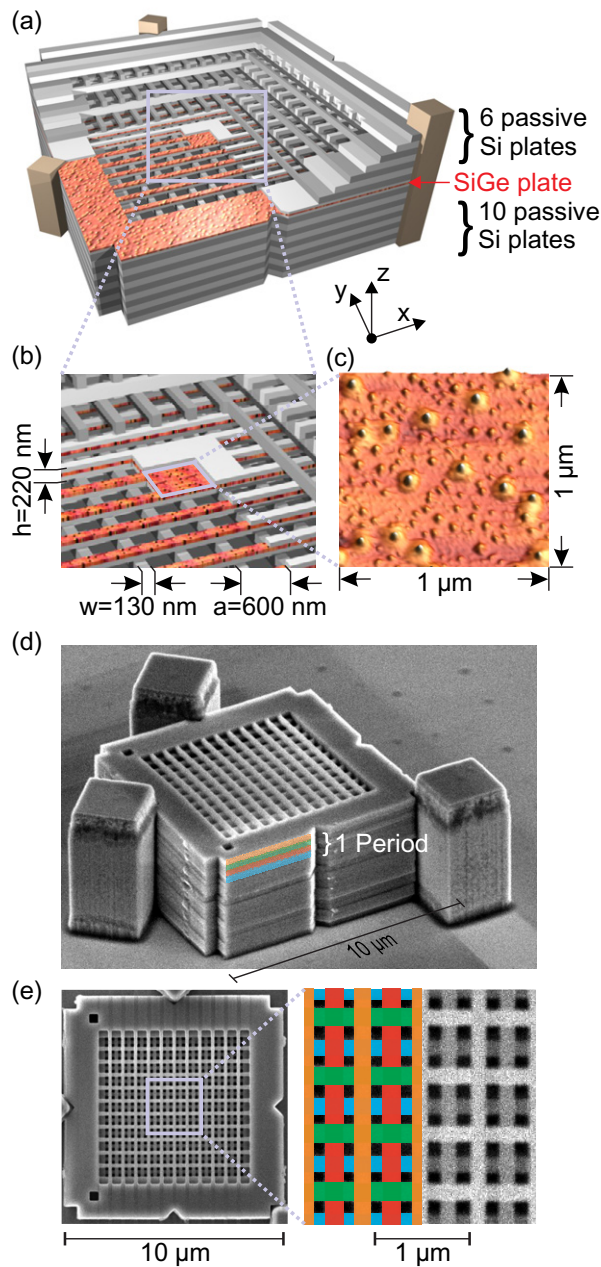 (a)
6 passive
Si plates
SiGe plate
10 passive
Si plates
y
z
x
(b)
(c)
h=220 nm
1 µm
1 µm
w=130 nm
a=600 nm
(d)
}1 Period
10 µm
(e)
10 µm
1 µm